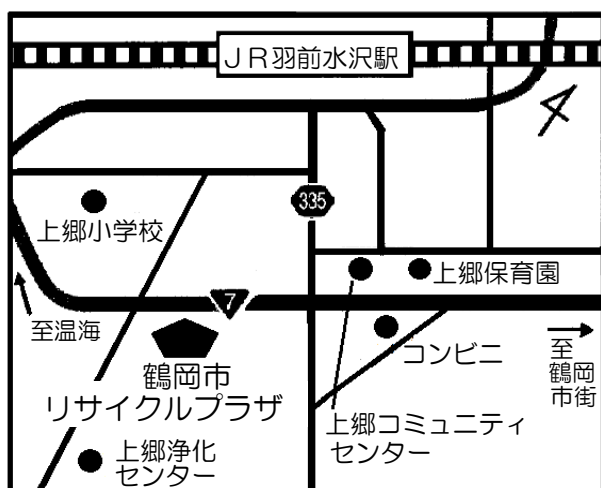 JR羽前水沢駅
335
上郷小学校
上郷保育園
7
至温海
コンビニ
至
鶴岡
市街
鶴岡市
リサイクルプラザ
上郷コミュニティ
センター
上郷浄化
センター